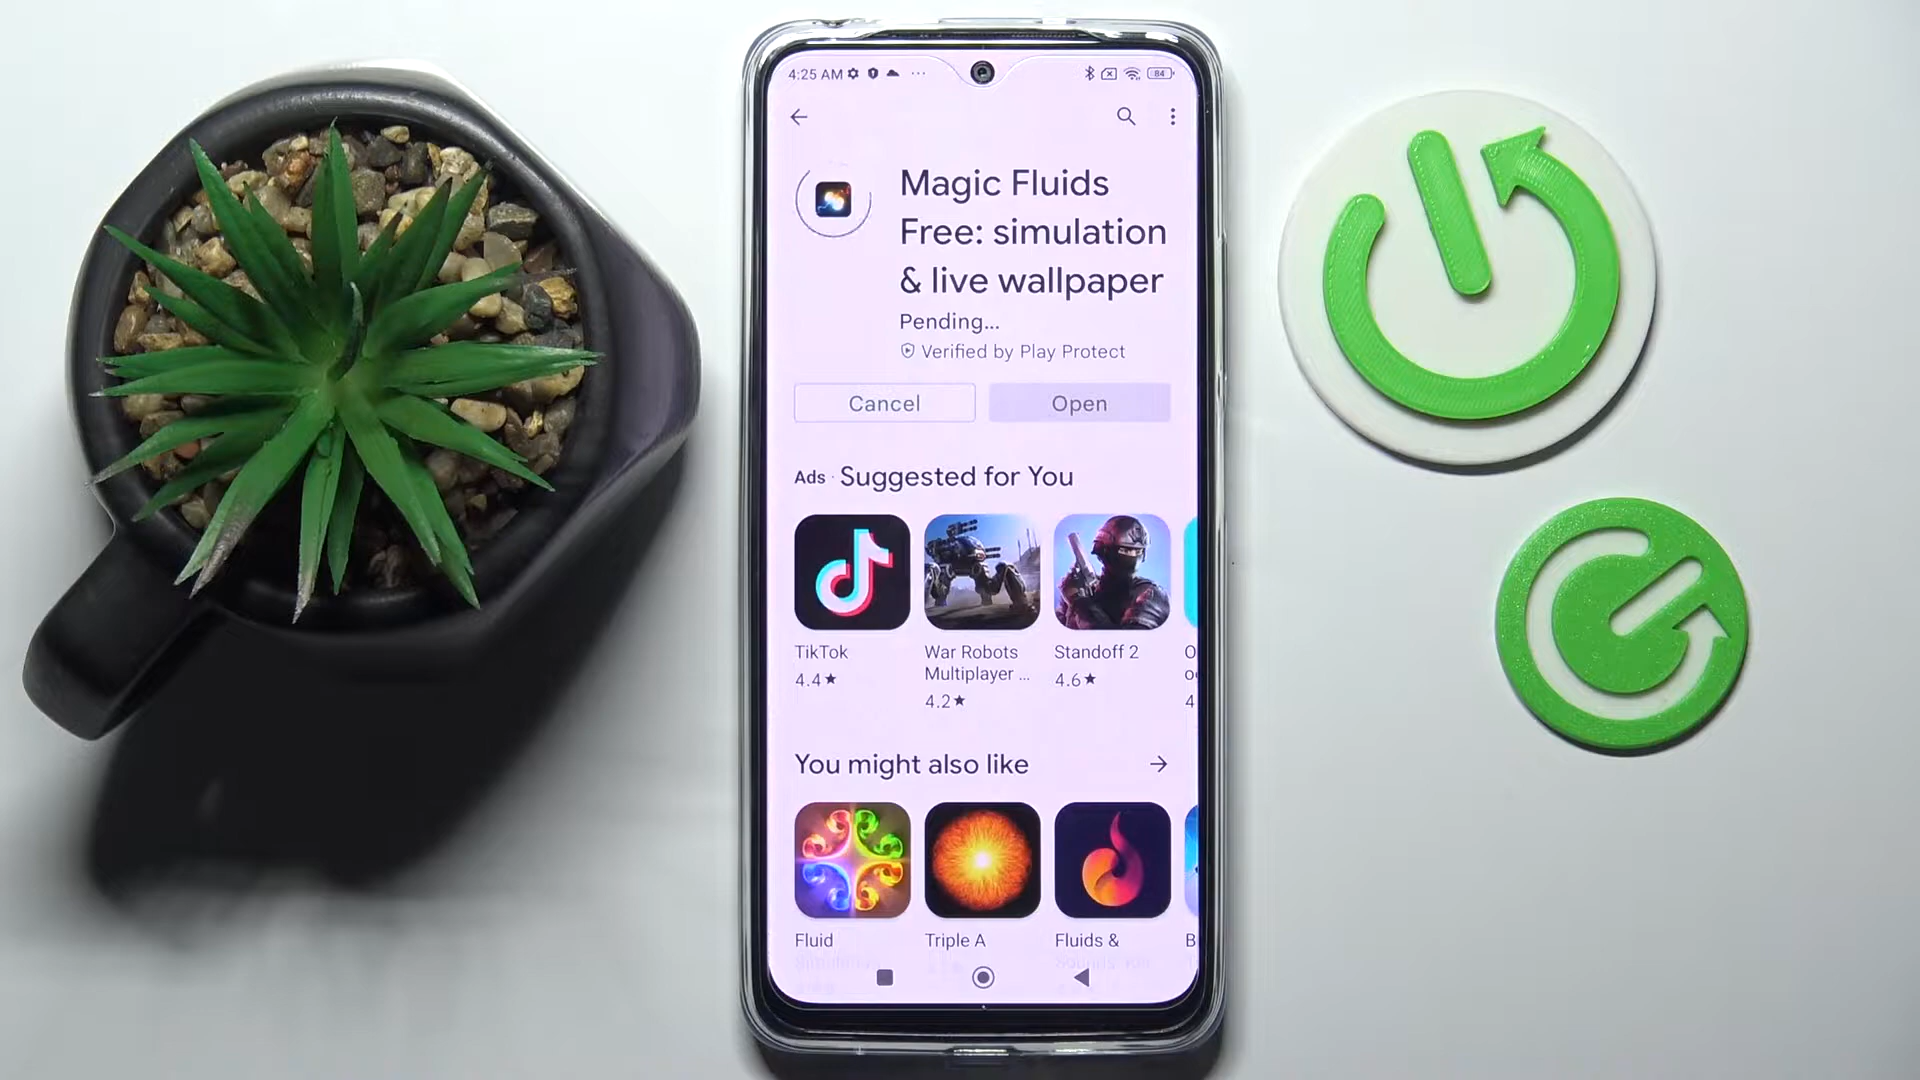 4:25 AM
84
Magic Fluids
Free: simulation
& live wallpaper
Pending...
Verified by Play Protect
Cancel
Open
Ads · Suggested for You
TikTok
4.4★
War Robots
Multiplayer ...
4.2★
Standoff 2
4.6★
You might also like
Fluid
Triple A
Fluids &